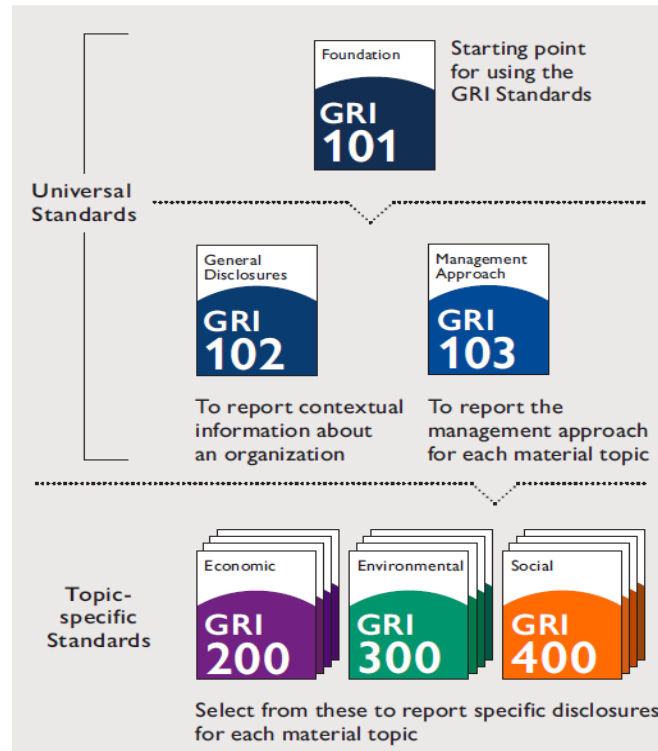 Foundation
GRI
101
Starting point
for using the
GRI Standards
Universal
Standards
General
Disclosures
GRI
102
Management
Approach
GRI
103
To report contextual
information about
an organization
To report the
management approach
for each material topic
Topic-
specific
Standards
Economic
GRI
200
Environmental
GRI
300
Social
GRI
400
Select from these to report specific disclosures
for each material topic